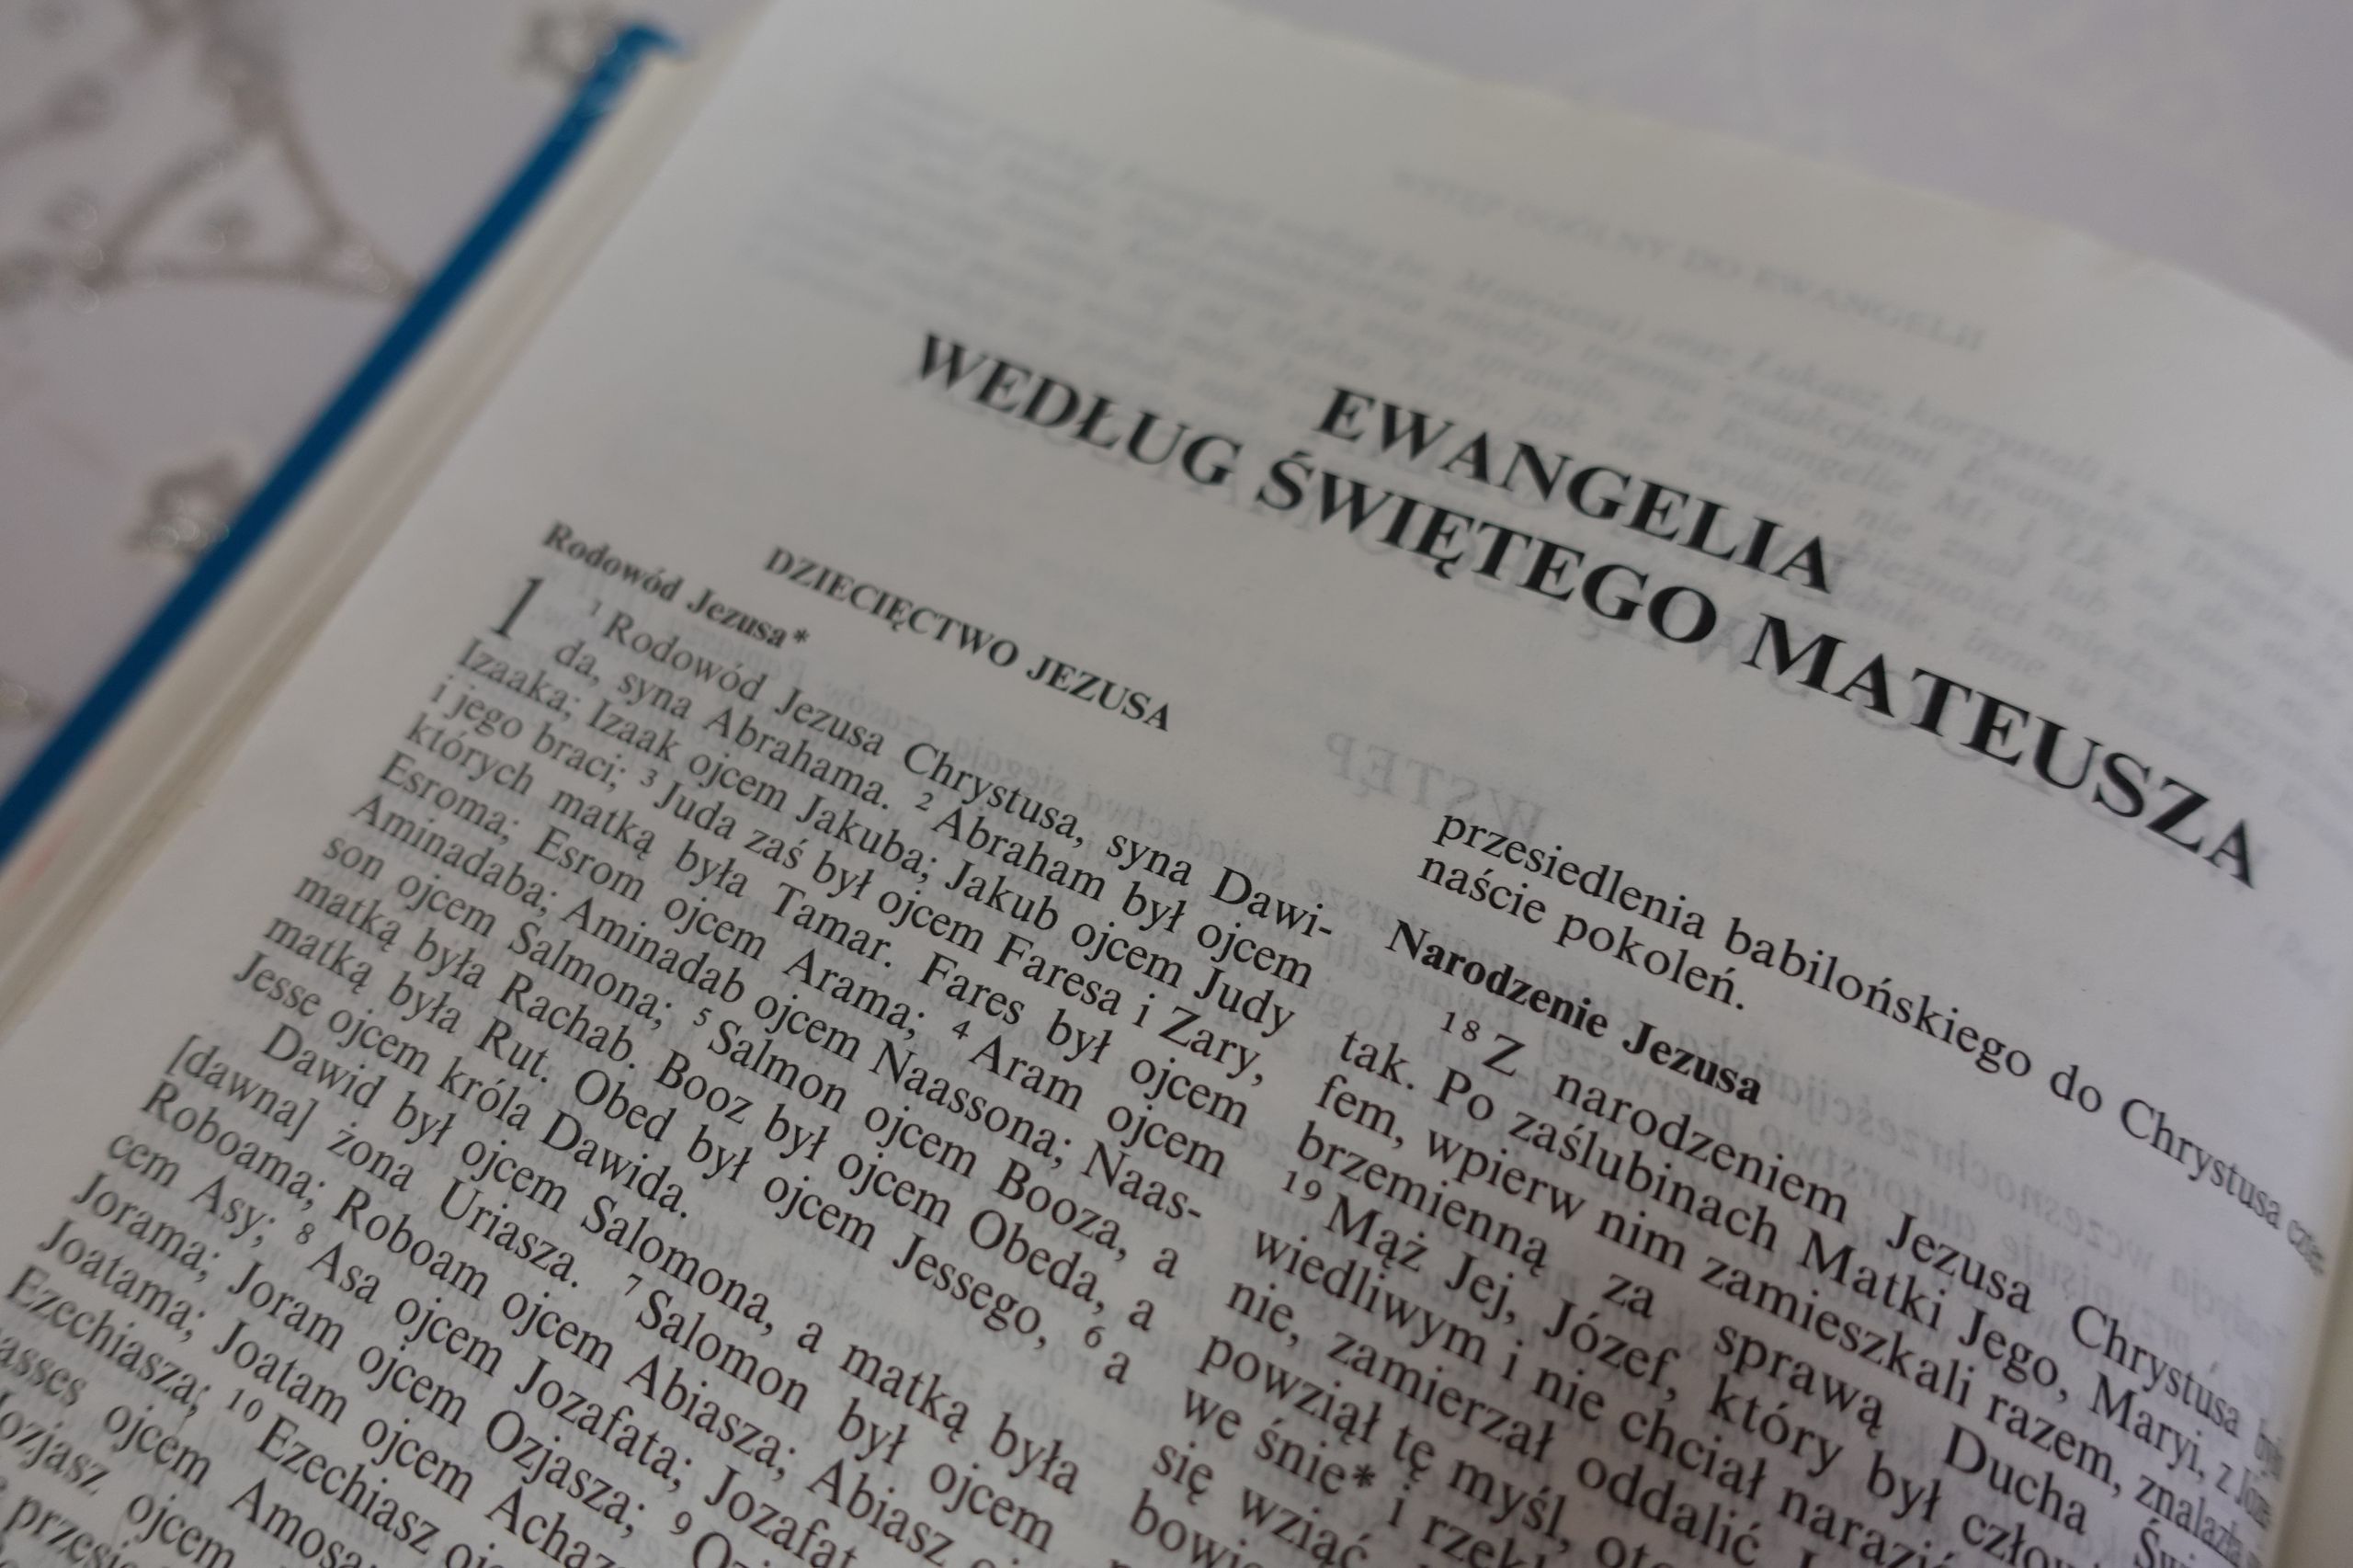 EWANGELIA
WEDŁUG ŚWIĘTEGO MATEUSZA
DZIECIĘCTWO JEZUSA
Rodowód Jezusa*
1 ¹ Rodowód Jezusa Chrystusa, syna Dawi-
da, syna Abrahama. ² Abraham był ojcem
Izaaka; Izaak ojcem Jakuba; Jakub ojcem Judy
i jego braci; ³ Juda zaś był ojcem Faresa i Zary,
których matką była Tamar. Fares był ojcem
Esroma; Esrom ojcem Arama; ⁴ Aram ojcem
Aminadaba; Aminadab ojcem Naassona; Naas-
son ojcem Salmona; ⁵ Salmon ojcem Booza, a
matką była Rachab. Booz był ojcem Obeda, a
matką była Rut. Obed był ojcem Jessego, ⁶ a
Jesse ojcem króla Dawida.
Dawid był ojcem Salomona, a matką była
[dawna] żona Uriasza. ⁷ Salomon był ojcem
Roboama; Roboam ojcem Abiasza; Abiasz
cem Asy; ⁸ Asa ojcem Jozafata; Jozafat
Jorama; Joram ojcem Ozjasza; ⁹
Joatama; Joatam ojcem
Ezechiasza; ¹⁰ Ezechiasz
ojcem Amosa;
ojcem
przesiedlenia babilońskiego do Chrystusa
naście pokoleń.
Narodzenie Jezusa
¹⁸ Z narodzeniem Jezusa Chrystusa
tak. Po zaślubinach Matki Jego, Maryi, z
fem, wpierw nim zamieszkali razem, znalazła
brzemienną za sprawą Ducha
¹⁹ Mąż Jej, Józef, który był
wiedliwym i nie chciał
nie, zamierzał oddalić
powziął tę myśl,
we śnie* i
się wziąć